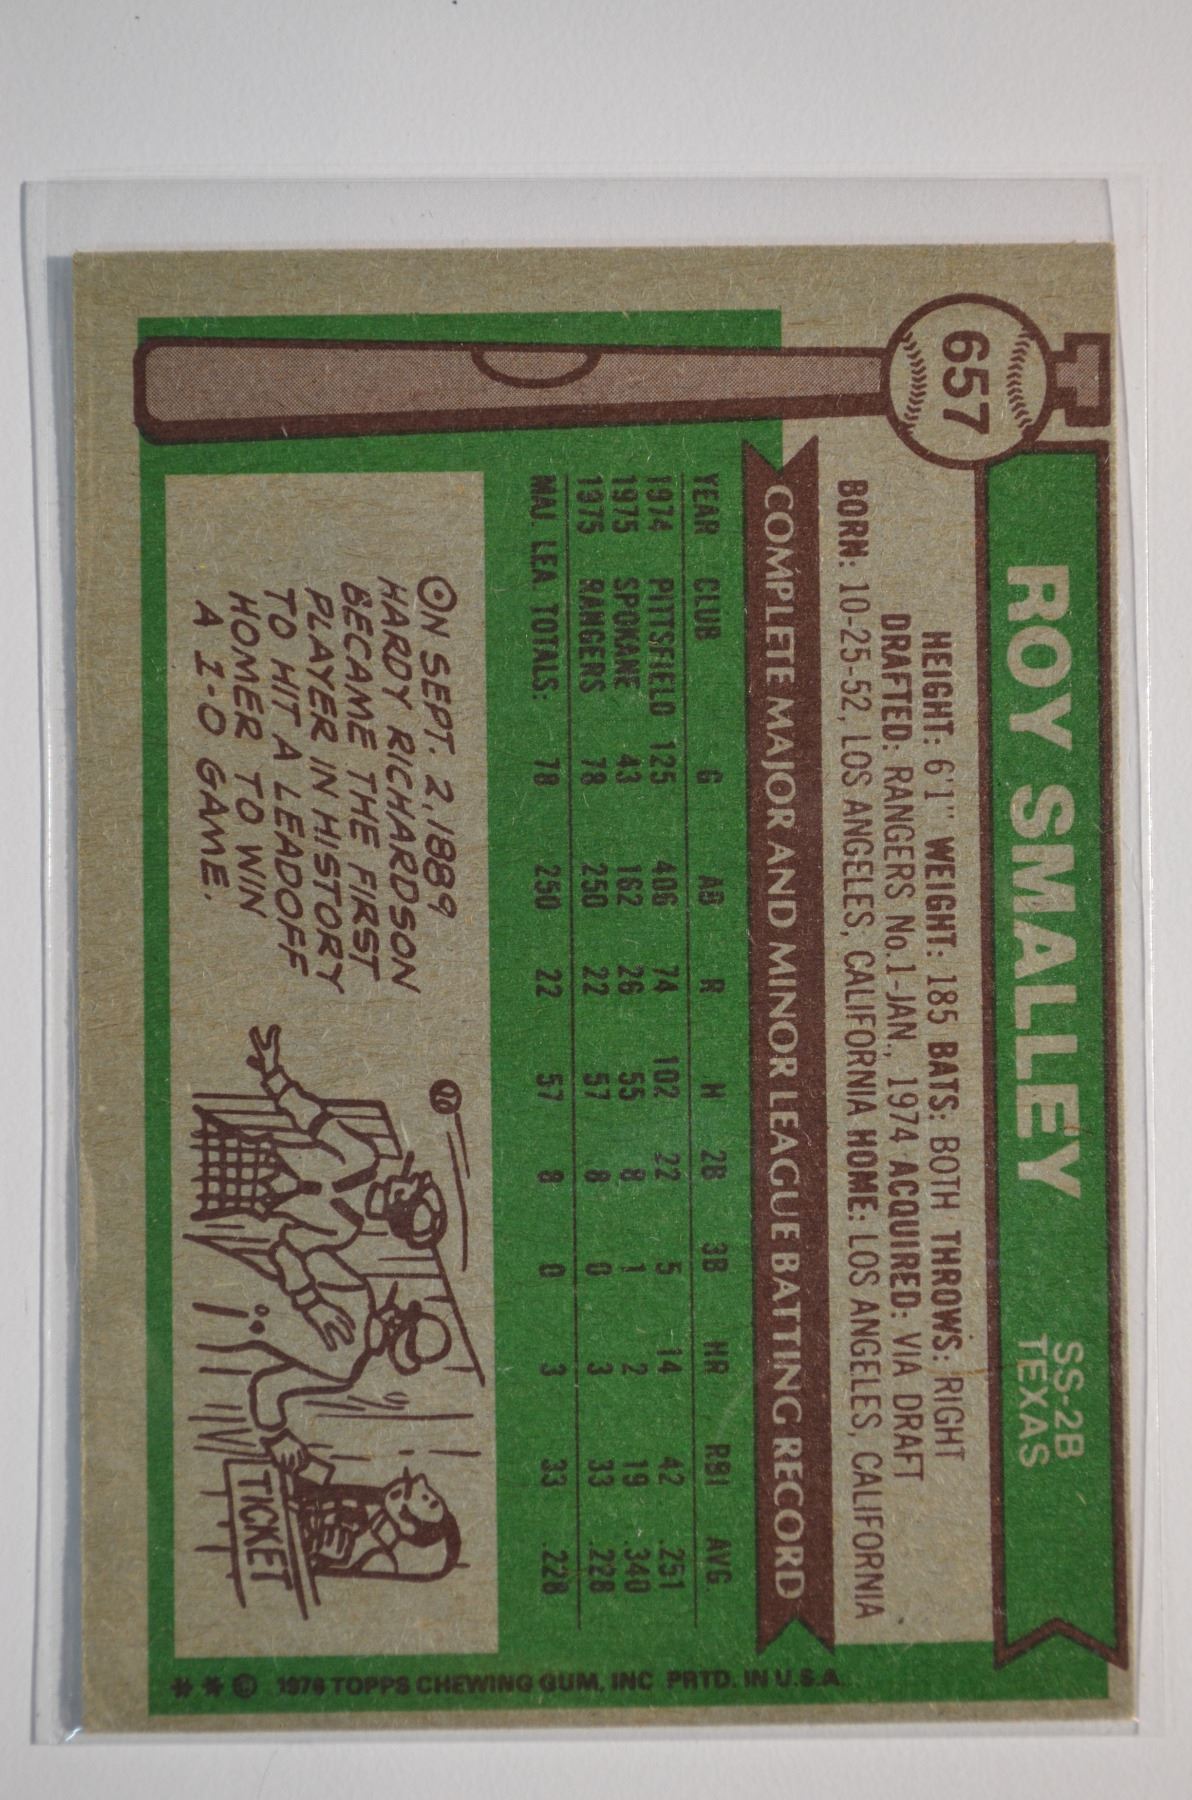 657
ROY SMALLEY
SS-2B
TEXAS
HEIGHT: 6'1" WEIGHT: 185 BATS: BOTH THROWS: RIGHT
DRAFTED: RANGERS No.1-JAN., 1974 ACQUIRED: VIA DRAFT
BORN: 10-25-52, LOS ANGELES, CALIFORNIA HOME: LOS ANGELES, CALIFORNIA
COMPLETE MAJOR AND MINOR LEAGUE BATTING RECORD
YEAR CLUB G AB R H 2B 3B HR RBI AVG.
1974 PITTSFIELD 125 406 74 102 22 5 14 42 .251
1975 SPOKANE 43 162 26 55 8 1 2 19 .340
1975 RANGERS 78 250 22 57 8 0 3 33 .228
MAJ. LEA. TOTALS: 78 250 22 57 8 0 3 33 .228
ON SEPT. 2, 1889
HARDY RICHARDSON
BECAME THE FIRST
PLAYER IN HISTORY
TO HIT A LEADOFF
HOMER TO WIN
A 1-0 GAME.
TICKET
* * © 1976 TOPPS CHEWING GUM, INC. PRTD. IN U.S.A.